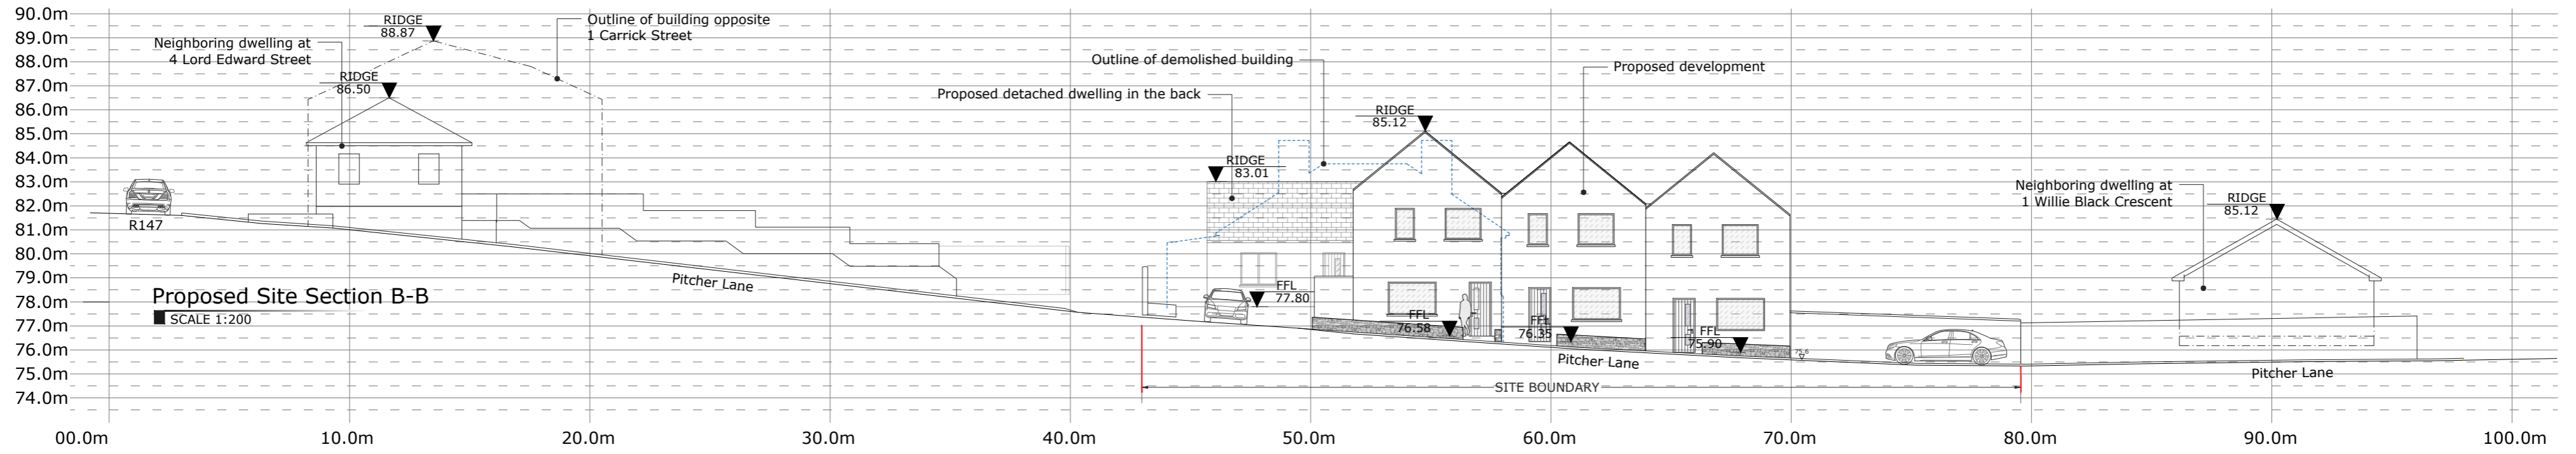 90.0m
89.0m
88.0m
87.0m
86.0m
85.0m
84.0m
83.0m
82.0m
81.0m
80.0m
79.0m
78.0m
77.0m
76.0m
75.0m
74.0m
RIDGE
88.87
Outline of building opposite
1 Carrick Street
Neighboring dwelling at
4 Lord Edward Street
RIDGE
86.50
R147
Pitcher Lane
Proposed Site Section B-B
SCALE 1:200
Outline of demolished building
Proposed detached dwelling in the back
Proposed development
RIDGE
85.12
RIDGE
83.01
FFL
77.80
FFL
76.58
FFL
76.35
FFL
75.90
75.6
Pitcher Lane
SITE BOUNDARY
Neighboring dwelling at
1 Willie Black Crescent
RIDGE
85.12
Pitcher Lane
00.0m 10.0m 20.0m 30.0m 40.0m 50.0m 60.0m 70.0m 80.0m 90.0m 100.0m